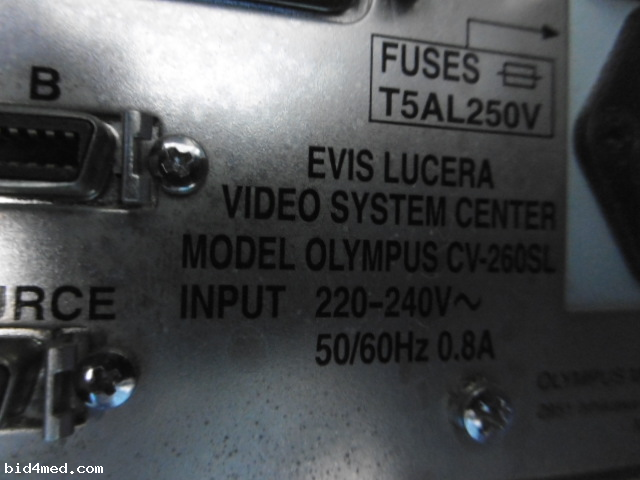 B
FUSES
T5AL250V
EVIS LUCERA
VIDEO SYSTEM CENTER
MODEL OLYMPUS CV-260SL
URCE
INPUT 220-240V~
50/60Hz 0.8A
OLYMPUS
bid4med.com